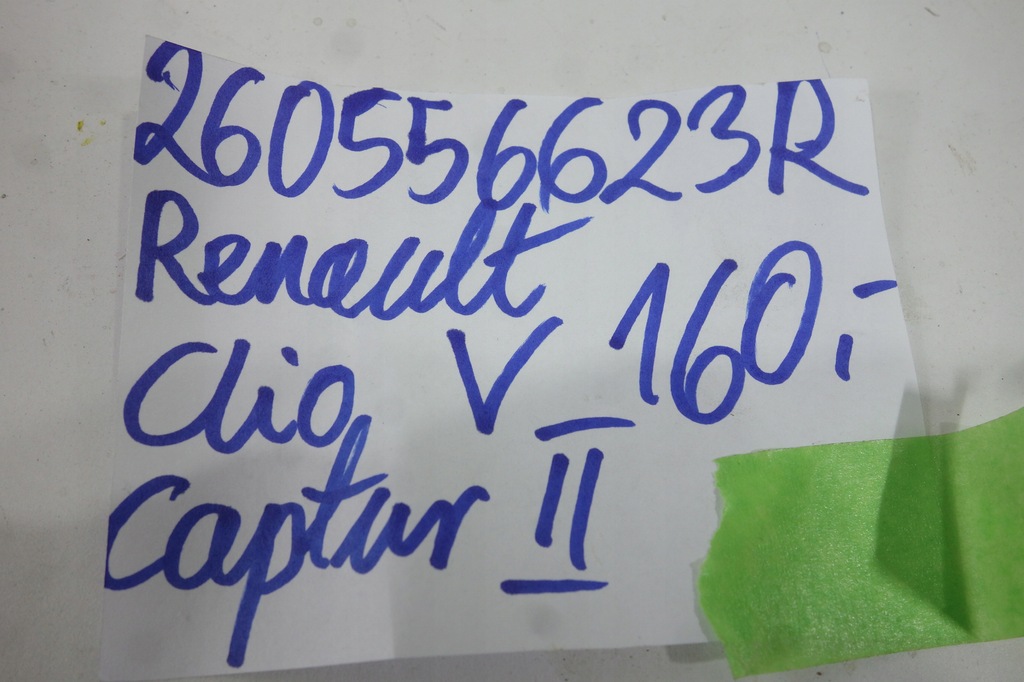 260556623R
Renault
Clio V 160,-
Captur II